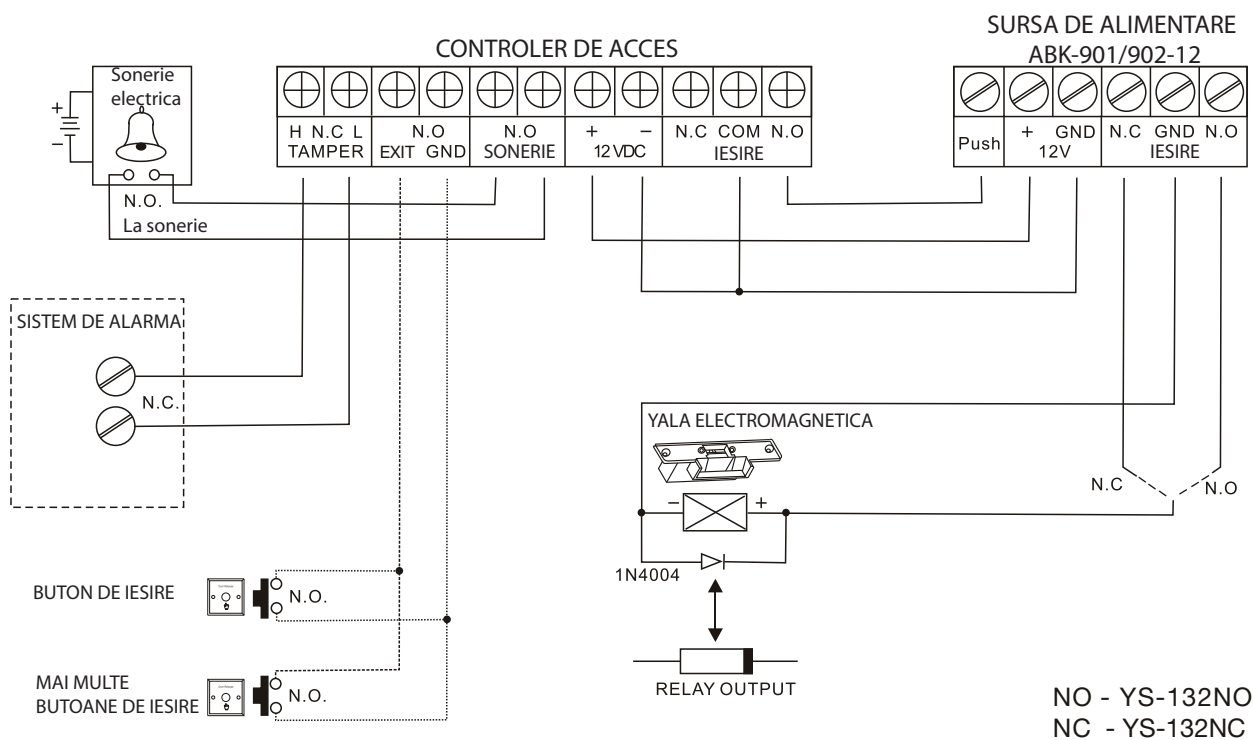 SURSA DE ALIMENTARE
ABK-901/902-12
CONTROLER DE ACCES
Sonerie
electrica
+
−
H N.C L
TAMPER
N.O
EXIT GND
N.O
SONERIE
+ −
12 VDC
N.C COM N.O
IESIRE
Push
+ GND
12V
N.C GND N.O
IESIRE
N.O.
La sonerie
SISTEM DE ALARMA
N.C.
YALA ELECTROMAGNETICA
− +
N.C N.O
1N4004
BUTON DE IESIRE
N.O.
RELAY OUTPUT
MAI MULTE
BUTOANE DE IESIRE
N.O.
NO - YS-132NO
NC - YS-132NC